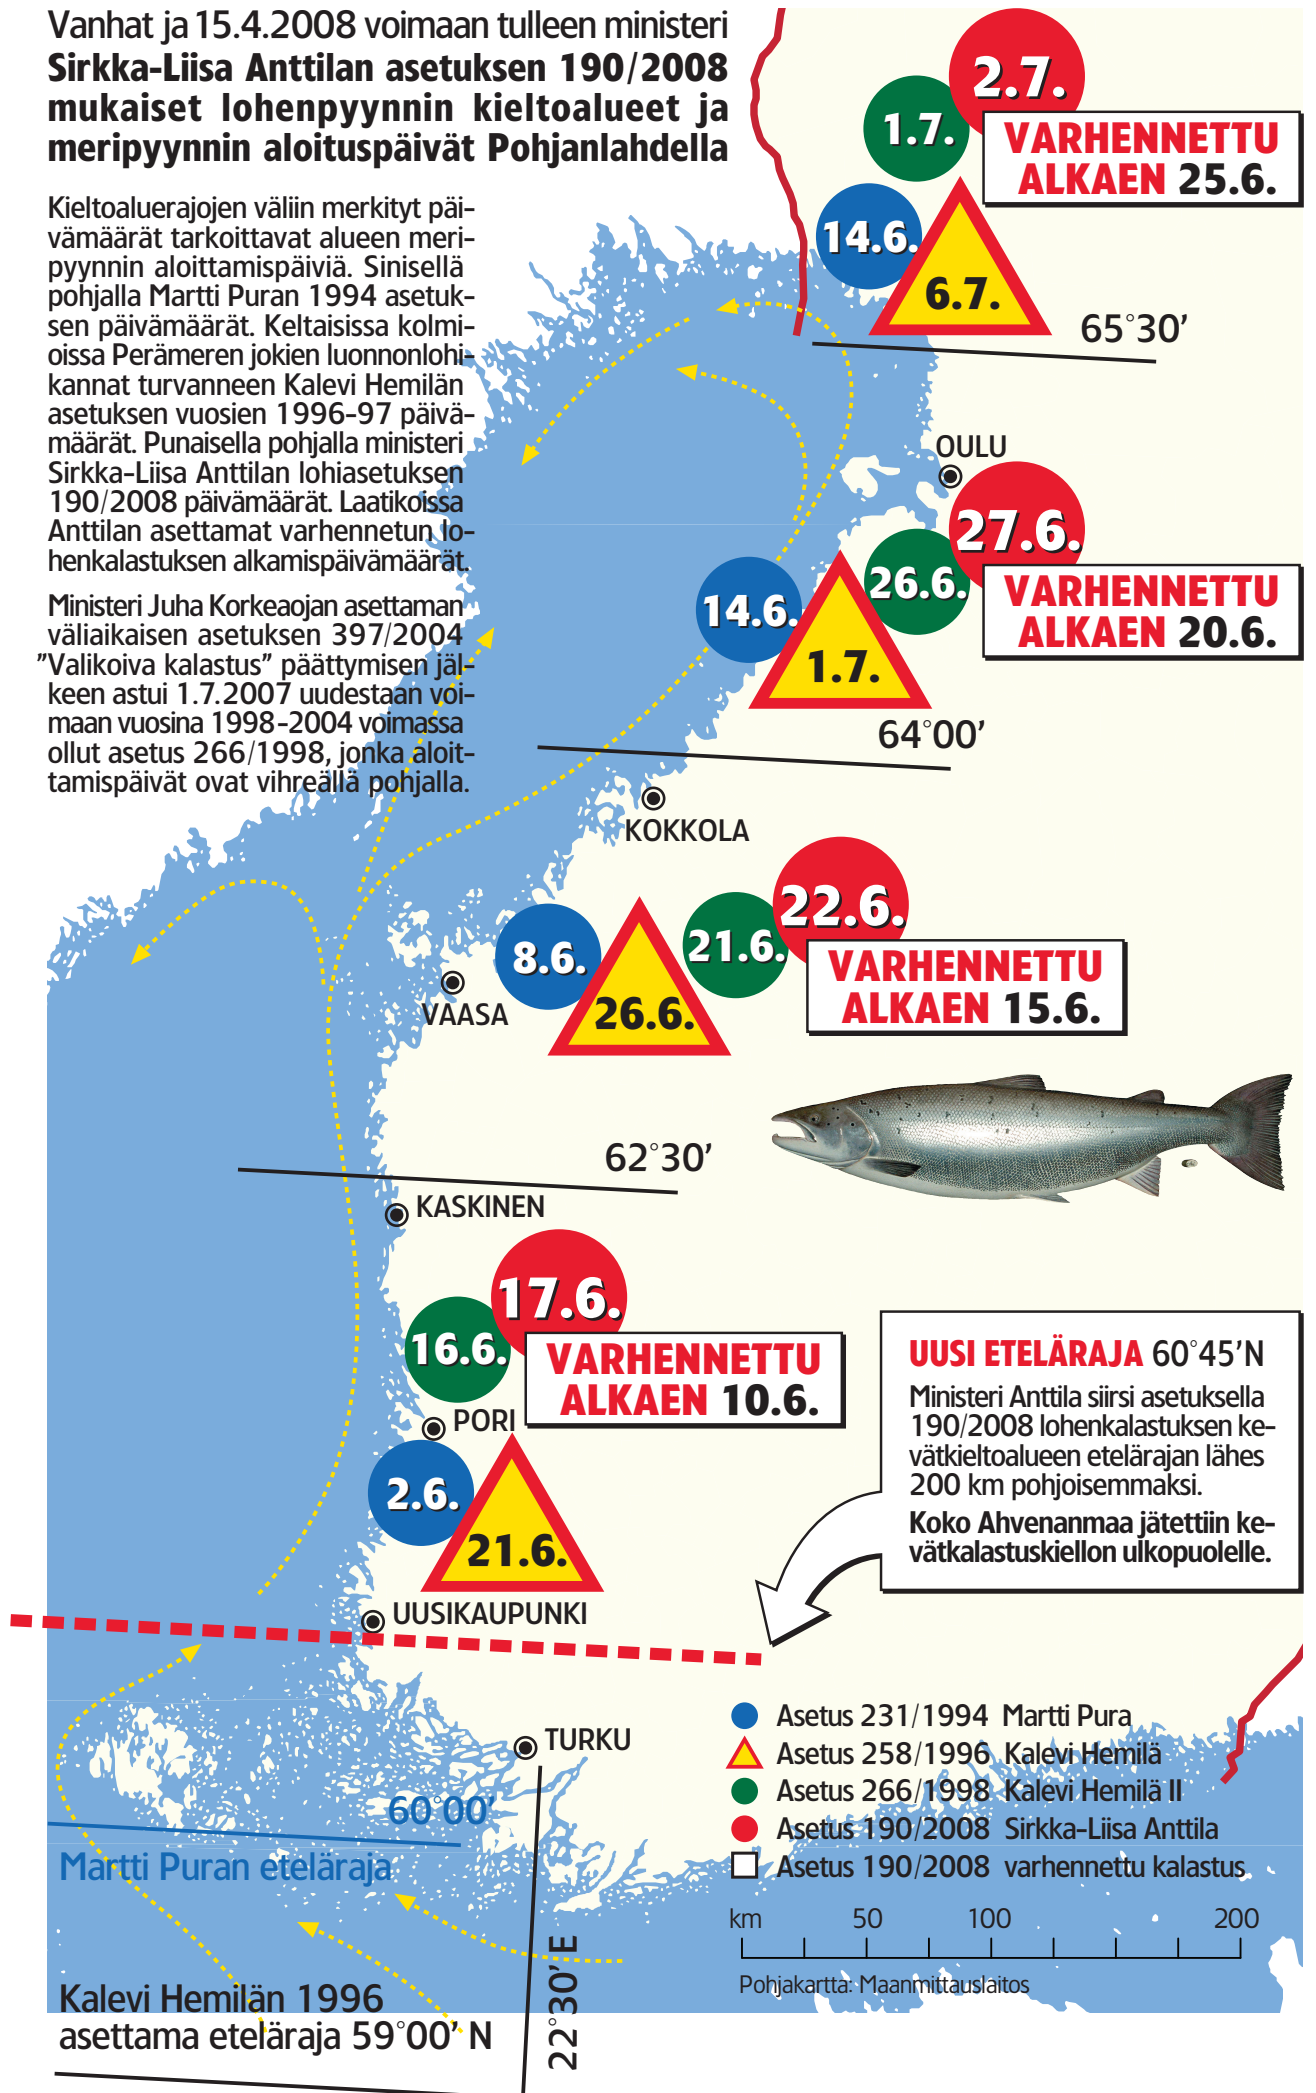 Vanhat ja 15.4.2008 voimaan tulleen ministeri
Sirkka-Liisa Anttilan asetuksen 190/2008
mukaiset lohenpyynnin kieltoalueet ja
meripyynnin aloituspäivät Pohjanlahdella
Kieltoaluerajojen väliin merkityt päi-
vämäärät tarkoittavat alueen meri-
pyynnin aloittamispäiviä. Sinisellä
pohjalla Martti Puran 1994 asetuk-
sen päivämäärät. Keltaisissa kolmi-
oissa Perämeren jokien luonnonlohi-
kannat turvanneen Kalevi Hemilän
asetuksen vuosien 1996-97 päivä-
määrät. Punaisella pohjalla ministeri
Sirkka-Liisa Anttilan lohiasetuksen
190/2008 päivämäärät. Laatikoissa
Anttilan asettamat varhennetun lo-
henkalastuksen alkamispäivämäärät.
Ministeri Juha Korkeaojan asettaman
väliaikaisen asetuksen 397/2004
"Valikoiva kalastus" päättymisen jäl-
keen astui 1.7.2007 uudestaan voi-
maan vuosina 1998-2004 voimassa
ollut asetus 266/1998, jonka aloit-
tamispäivät ovat vihreällä pohjalla.
2.7.
1.7.
VARHENNETTU
ALKAEN 25.6.
14.6.
6.7.
65°30'
OULU
27.6.
26.6.
VARHENNETTU
ALKAEN 20.6.
14.6.
1.7.
64°00'
KOKKOLA
22.6.
21.6.
8.6.
26.6.
VARHENNETTU
ALKAEN 15.6.
VAASA
62°30'
KASKINEN
17.6.
16.6.
VARHENNETTU
ALKAEN 10.6.
PORI
2.6.
21.6.
UUSI ETELÄRAJA 60°45'N
Ministeri Anttila siirsi asetuksella
190/2008 lohenkalastuksen ke-
vätkieltoalueen etelärajan lähes
200 km pohjoisemmaksi.
Koko Ahvenanmaa jätettiin ke-
vätkalastuskiellon ulkopuolelle.
UUSIKAUPUNKI
TURKU
60°00'
Martti Puran eteläraja
Kalevi Hemilän 1996
asettama eteläraja 59°00' N
22°30' E
Asetus 231/1994 Martti Pura
Asetus 258/1996 Kalevi Hemilä
Asetus 266/1998 Kalevi Hemilä II
Asetus 190/2008 Sirkka-Liisa Anttila
Asetus 190/2008 varhennettu kalastus
km 50 100 200
Pohjakartta: Maanmittauslaitos